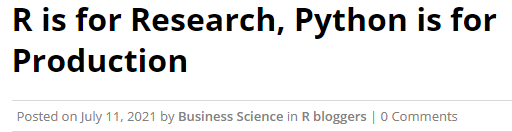 R is for Research, Python is for
Production
Posted on July 11, 2021 by Business Science in R bloggers | 0 Comments